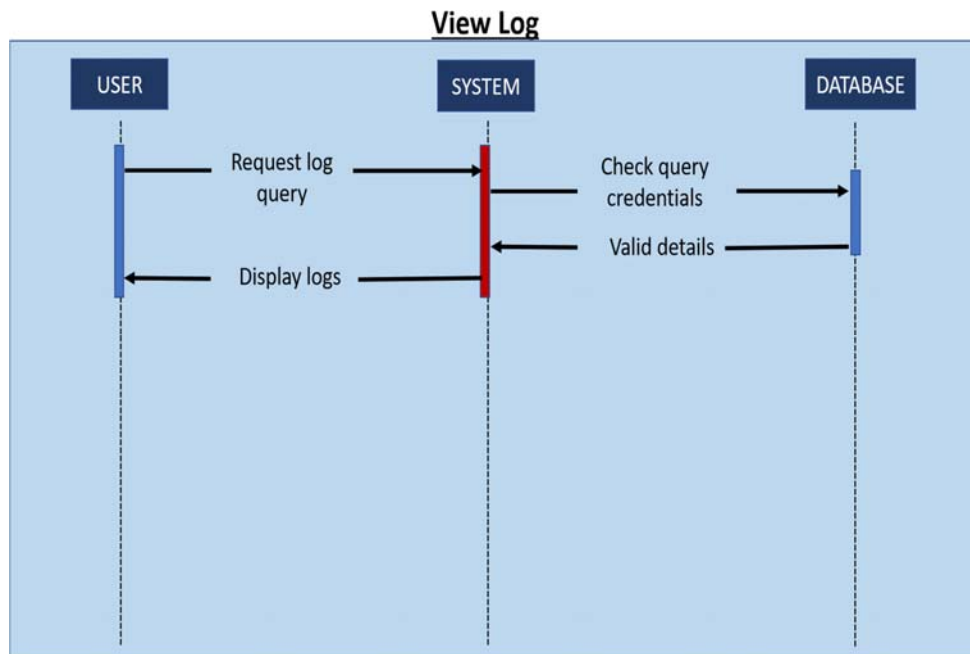 View Log
USER
SYSTEM
DATABASE
Request log
query
Check query
credentials
Valid details
Display logs